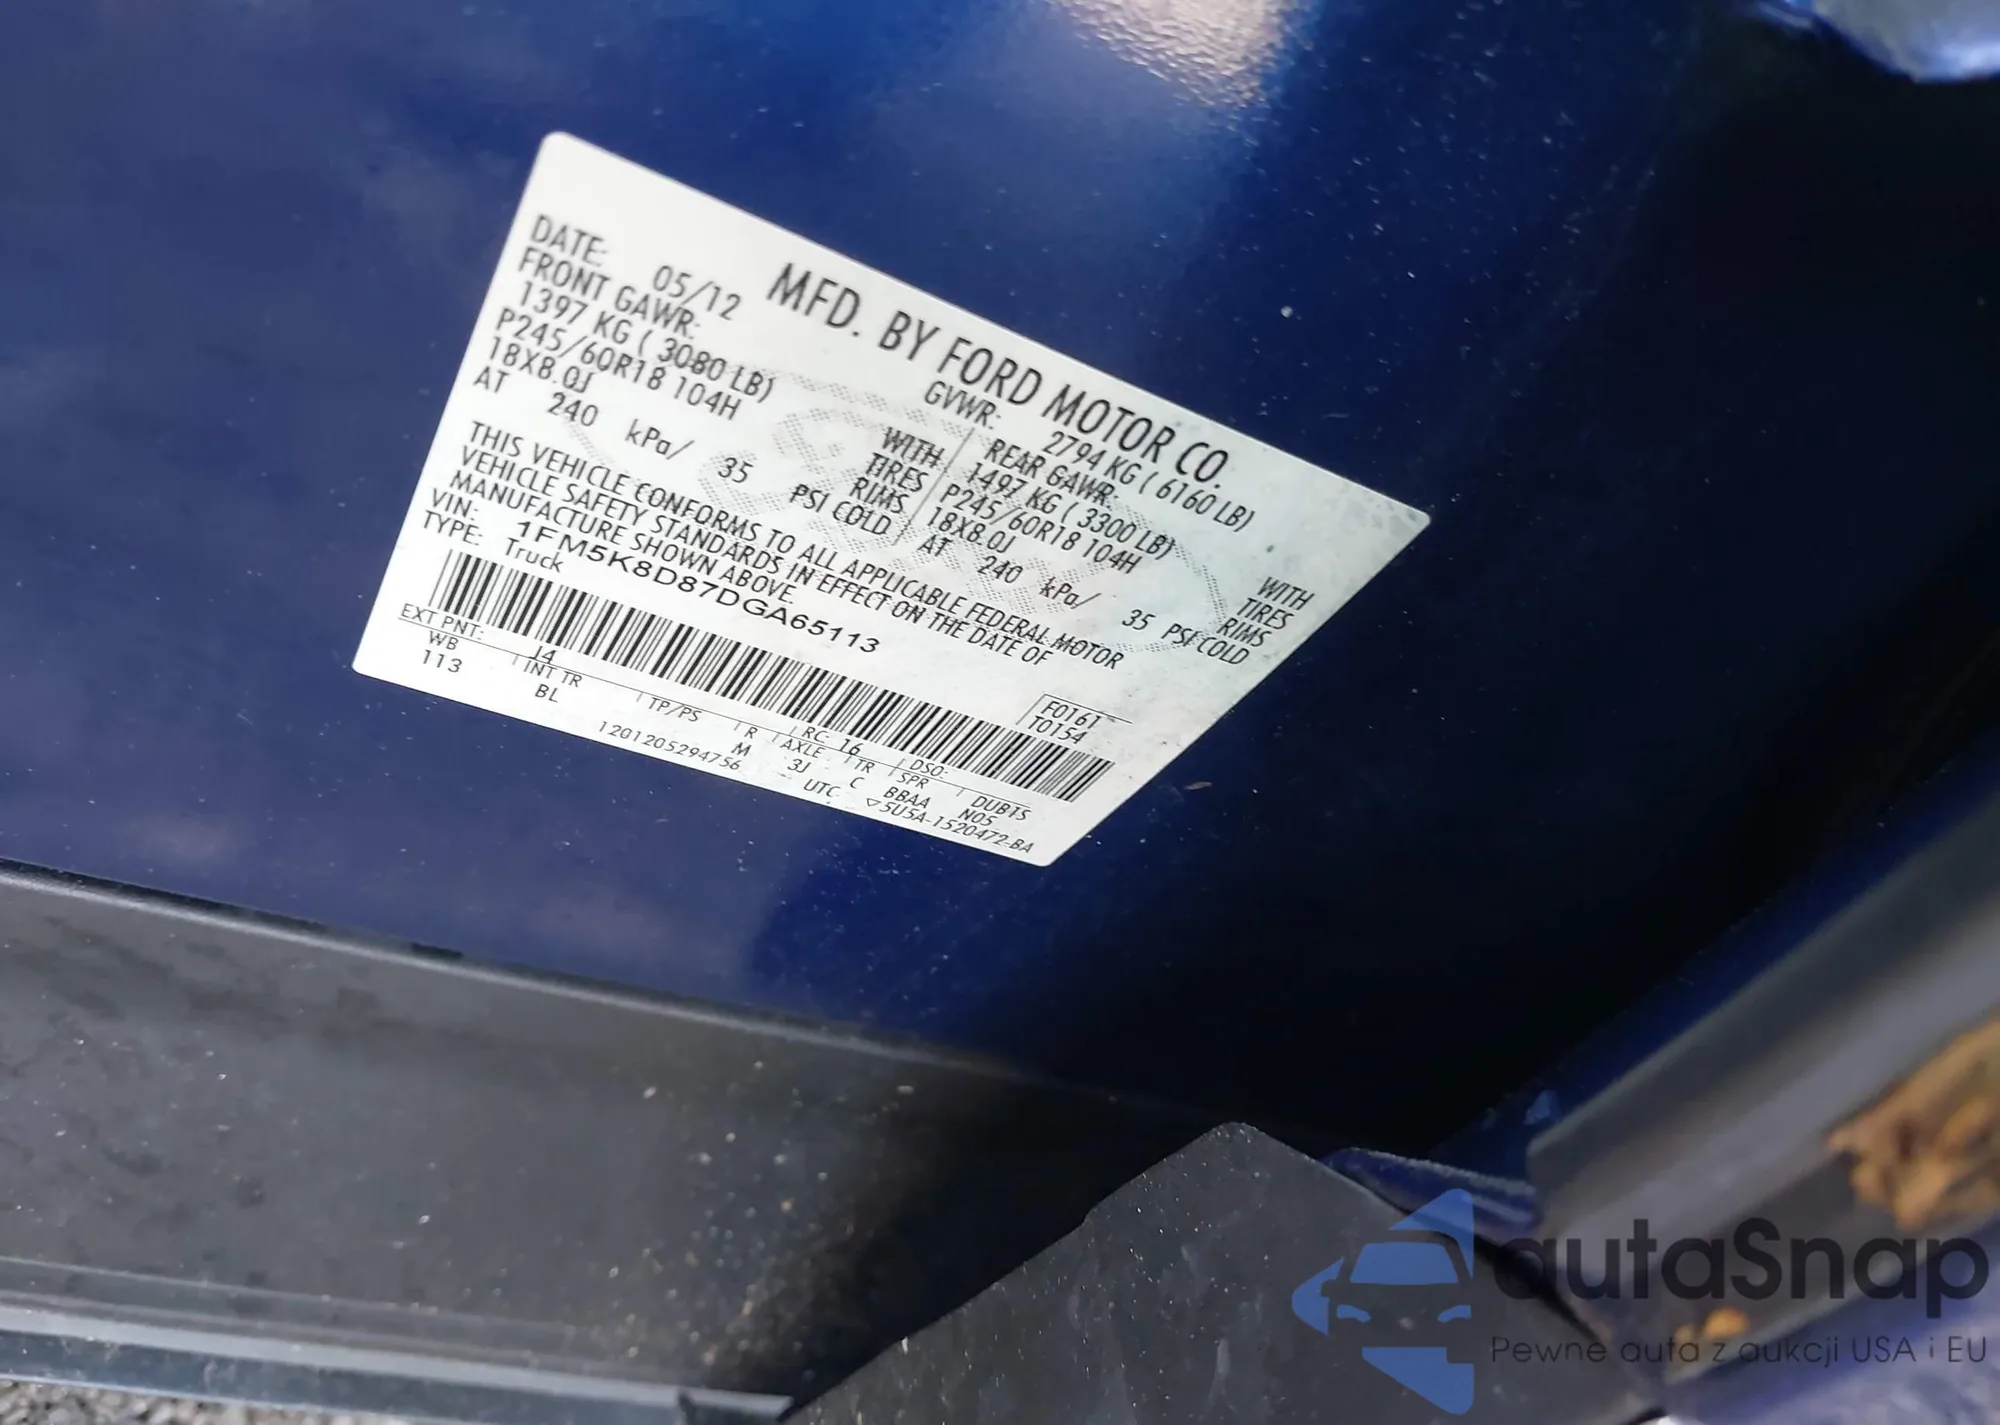 MFD. BY FORD MOTOR CO.
DATE: 05/12 GVWR: 2794 KG ( 6160 LB)
FRONT GAWR: REAR GAWR:
1397 KG ( 3080 LB) WITH 1497 KG ( 3300 LB) WITH
P245/60R18 104H TIRES P245/60R18 104H TIRES
18X8.0J RIMS 18X8.0J RIMS
AT 240 kPa/ 35 PSI COLD AT 240 kPa/ 35 PSI COLD
THIS VEHICLE CONFORMS TO ALL APPLICABLE FEDERAL MOTOR
VEHICLE SAFETY STANDARDS IN EFFECT ON THE DATE OF
MANUFACTURE SHOWN ABOVE.
VIN: 1FM5K8D87DGA65113 F0161
TYPE: Truck T0154
EXT PNT: J4 RC: 16 DSO:
WB INT TR TP/PS R AXLE TR SPR DUBTS
113 BL M 3J C BBAA N05
1201205294756 UTC ▽5U5A-1520472-BA
autaSnap
Pewne auta z aukcji USA i EU